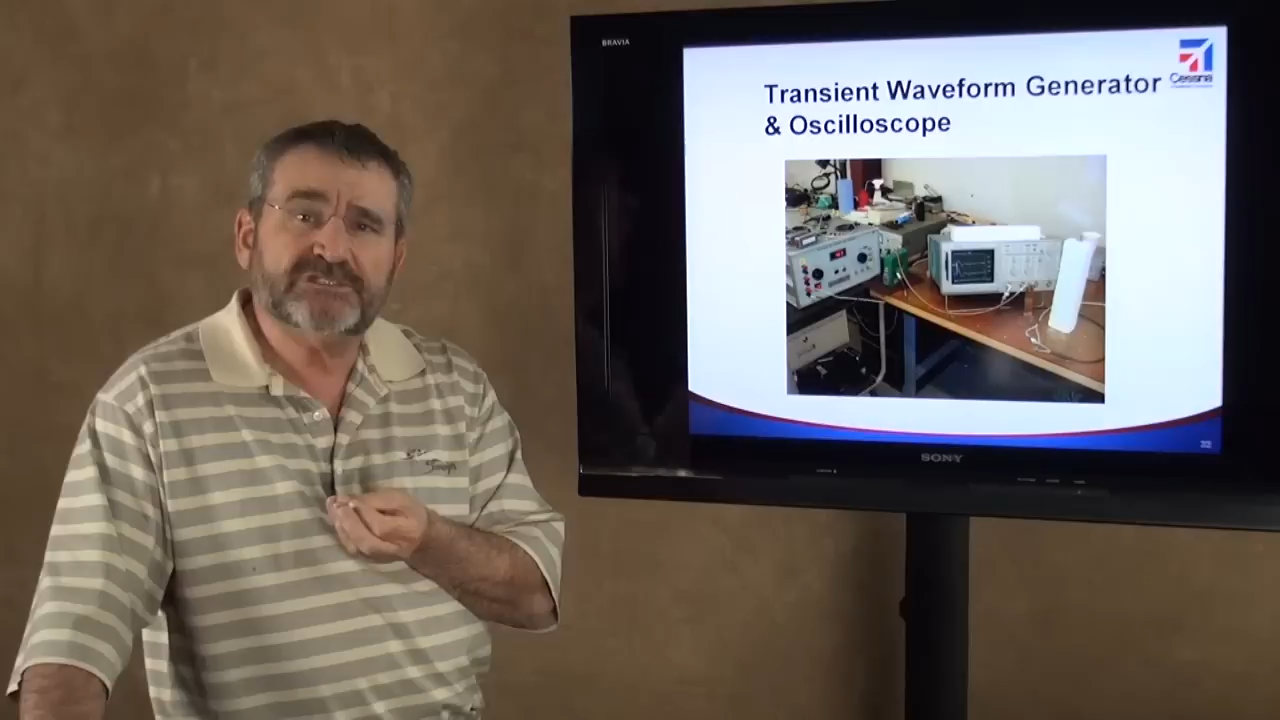 BRAVIA
Cessna
Transient Waveform Generator
& Oscilloscope
SONY